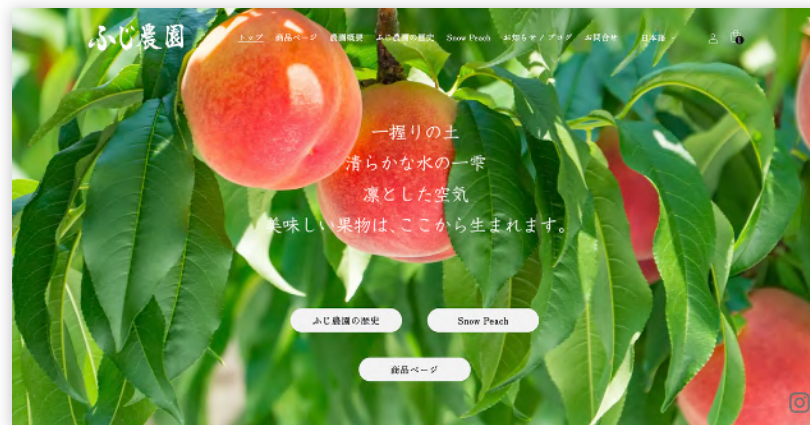 ふじ農園
トップ 商品ページ 農園概要 ふじ農園の歴史 Snow Peach お知らせ / ブログ お問合せ 日本語
一握りの土
清らかな水の一雫
凛とした空気
美味しい果物は、ここから生まれます。
ふじ農園の歴史 Snow Peach
商品ページ